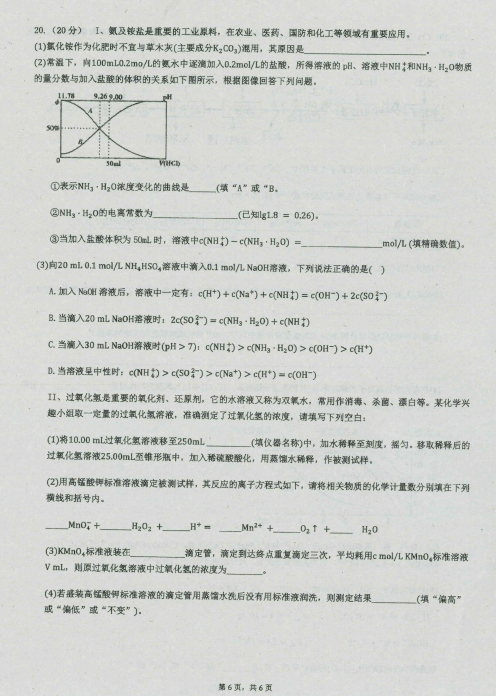 20.（20分） I、氨及铵盐是重要的工业原料，在农业、医药、国防和化工等领域有重要应用。
(1)氯化铵作为化肥时不宜与草木灰(主要成分K₂CO₃)混用，其原因是____________________。
(2)常温下，向100mL0.2mo/L的氨水中逐滴加入0.2mol/L的盐酸，所得溶液的pH、溶液中NH₄⁺和NH₃·H₂O物质
的量分数与加入盐酸的体积的关系如下图所示，根据图像回答下列问题。
11.78 9.26 9.00 pH
A
50%
B
0 50ml V(HCl)
①表示NH₃·H₂O浓度变化的曲线是______(填“A”或“B。
②NH₃·H₂O的电离常数为____________________(已知lg1.8 = 0.26)。
③当加入盐酸体积为 50mL 时，溶液中c(NH₄⁺)－c(NH₃·H₂O) =____________________mol/L (填精确数值)。
(3)向20 mL 0.1 mol/L NH₄HSO₄溶液中滴入0.1 mol/L NaOH溶液，下列说法正确的是( )
A. 加入 NaOH 溶液后，溶液中一定有：c(H⁺) + c(Na⁺) + c(NH₄⁺) = c(OH⁻) + 2c(SO₄²⁻)
B. 当滴入20 mL NaOH溶液时：2c(SO₄²⁻) = c(NH₃·H₂O) + c(NH₄⁺)
C. 当滴入30 mL NaOH溶液时(pH > 7)：c(NH₄⁺) > c(NH₃·H₂O) > c(OH⁻) > c(H⁺)
D. 当溶液呈中性时：c(NH₄⁺) > c(SO₄²⁻) > c(Na⁺) > c(H⁺) = c(OH⁻)
II、过氧化氢是重要的氧化剂、还原剂，它的水溶液又称为双氧水，常用作消毒、杀菌、漂白等。某化学兴
趣小组取一定量的过氧化氢溶液，准确测定了过氧化氢的浓度，请填写下列空白：
(1)将10.00 mL过氧化氢溶液移至250mL __________(填仪器名称)中，加水稀释至刻度，摇匀。移取稀释后的
过氧化氢溶液25.00mL至锥形瓶中，加入稀硫酸酸化，用蒸馏水稀释，作被测试样。
(2)用高锰酸钾标准溶液滴定被测试样，其反应的离子方程式如下，请将相关物质的化学计量数分别填在下列
横线和括号内。
_____MnO₄⁻ +_______H₂O₂ +______H⁺ = ______Mn²⁺ +______O₂↑ +_____ H₂O
(3)KMnO₄标准液装在____________滴定管，滴定到达终点重复滴定三次，平均耗用c mol/L KMnO₄标准溶液
V mL，则原过氧化氢溶液中过氧化氢的浓度为________。
(4)若盛装高锰酸钾标准溶液的滴定管用蒸馏水洗后没有用标准液润洗，则测定结果__________(填“偏高”
或“偏低”或“不变”)。
第 6 页，共 6 页